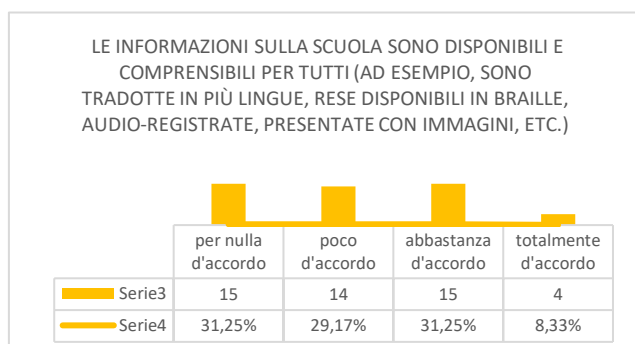 LE INFORMAZIONI SULLA SCUOLA SONO DISPONIBILI E
COMPRENSIBILI PER TUTTI (AD ESEMPIO, SONO
TRADOTTE IN PIÙ LINGUE, RESE DISPONIBILI IN BRAILLE,
AUDIO-REGISTRATE, PRESENTATE CON IMMAGINI, ETC.)
per nulla d'accordo poco d'accordo abbastanza d'accordo totalmente d'accordo
Serie3 15 14 15 4
Serie4 31,25% 29,17% 31,25% 8,33%